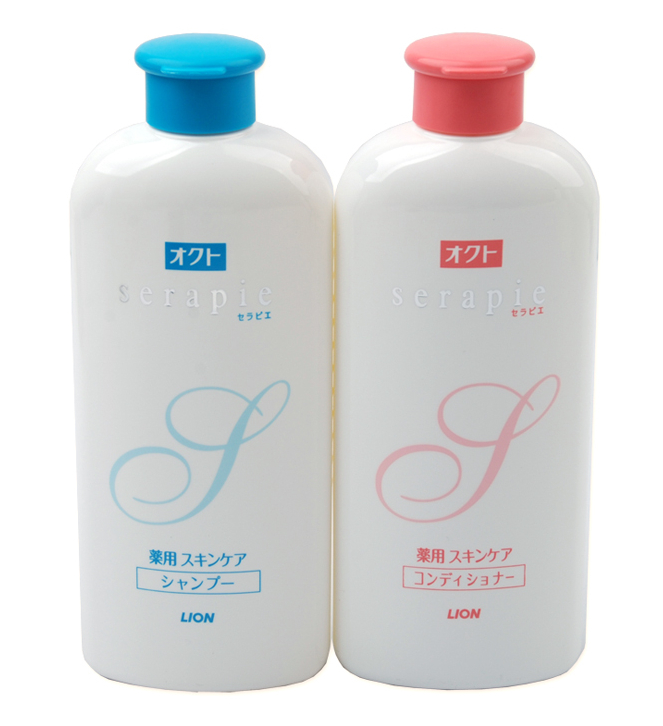 オクト
serapie
セラピエ
薬用 スキンケア
シャンプー
LION
オクト
serapie
セラピエ
薬用 スキンケア
コンディショナー
LION